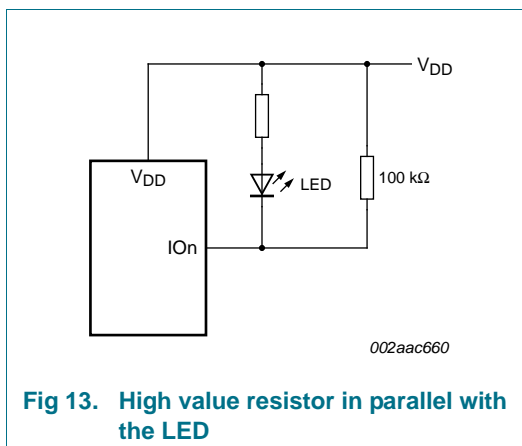 VDD
VDD
LED
100 kΩ
IOn
002aac660
Fig 13. High value resistor in parallel with
the LED